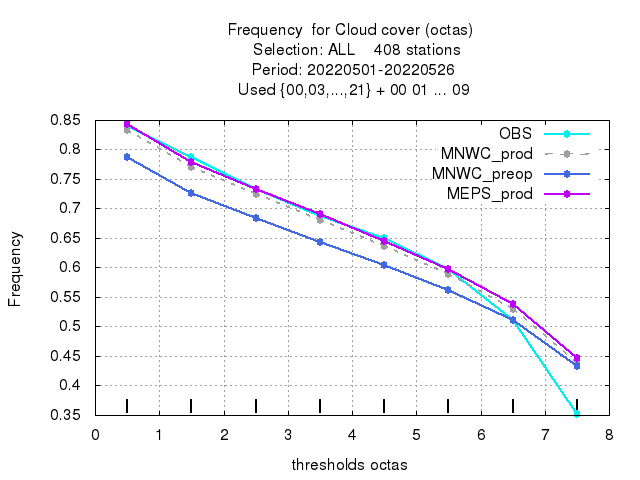 Frequency  for Cloud cover (octas)
Selection: ALL    408 stations
Period: 20220501-20220526
Used {00,03,...,21} + 00 01 ... 09
0.85
0.8
0.75
0.7
0.65
0.6
0.55
0.5
0.45
0.4
0.35
Frequency
OBS
MNWC_prod
MNWC_preop
MEPS_prod
0 1 2 3 4 5 6 7 8
thresholds octas